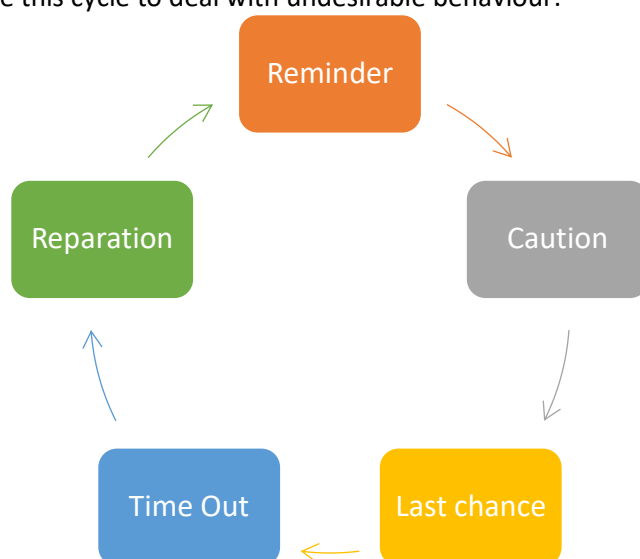 this cycle to deal with undesirable behaviour.
Reminder
Caution
Last chance
Time Out
Reparation